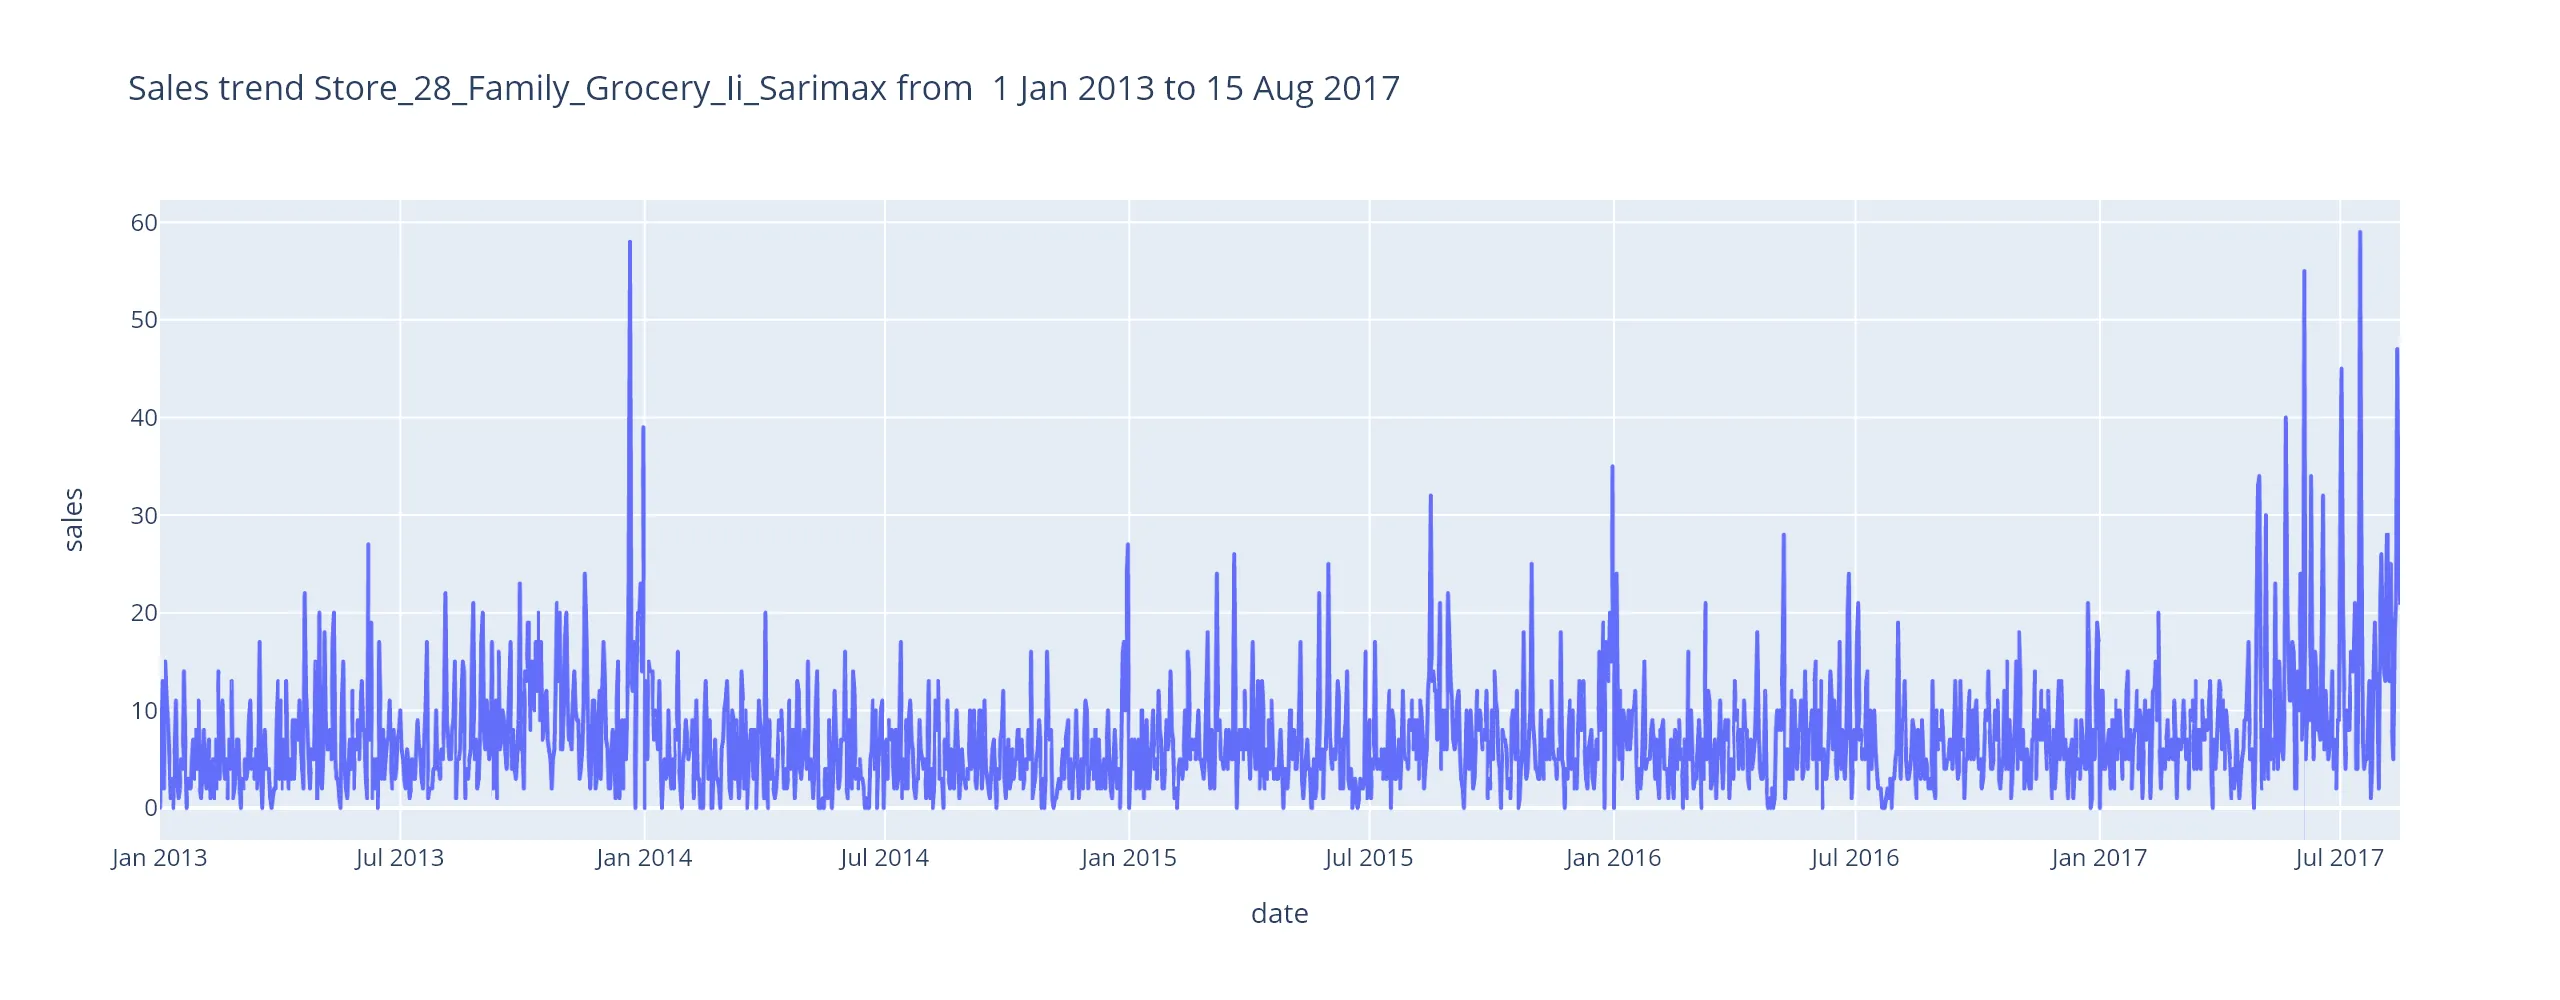 Sales trend Store_28_Family_Grocery_Ii_Sarimax from  1 Jan 2013 to 15 Aug 2017
60
50
40
30
20
10
0
sales
Jan 2013 Jul 2013 Jan 2014 Jul 2014 Jan 2015 Jul 2015 Jan 2016 Jul 2016 Jan 2017 Jul 2017
date